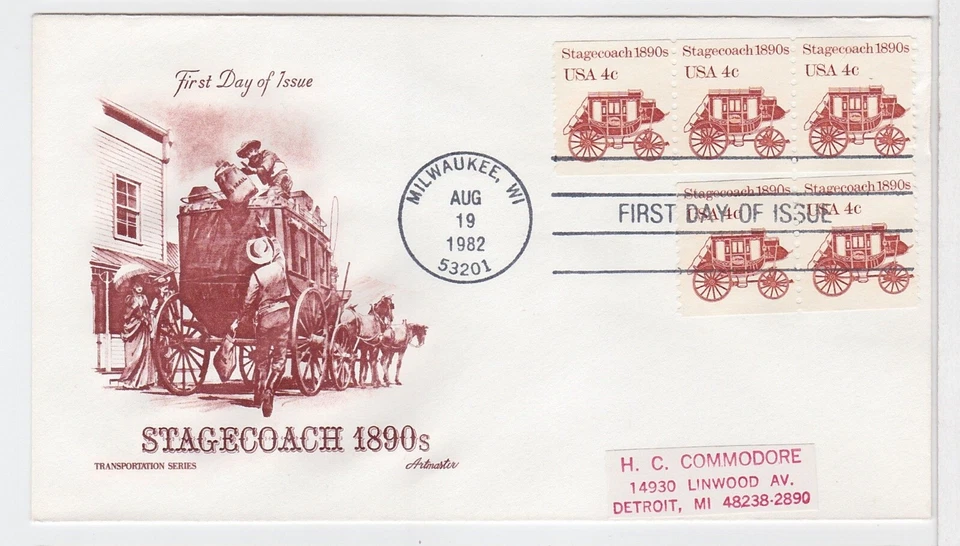 First Day of Issue
Stagecoach 1890s
USA 4c
Stagecoach 1890s
USA 4c
Stagecoach 1890s
USA 4c
Stagecoach 1890s
USA 4c
Stagecoach 1890s
USA 4c
MILWAUKEE, WI
AUG
19
1982
53201
FIRST DAY OF ISSUE
STAGECOACH 1890s
TRANSPORTATION SERIES
Artmaster
H. C. COMMODORE
14930 LINWOOD AV.
DETROIT, MI 48238-2890